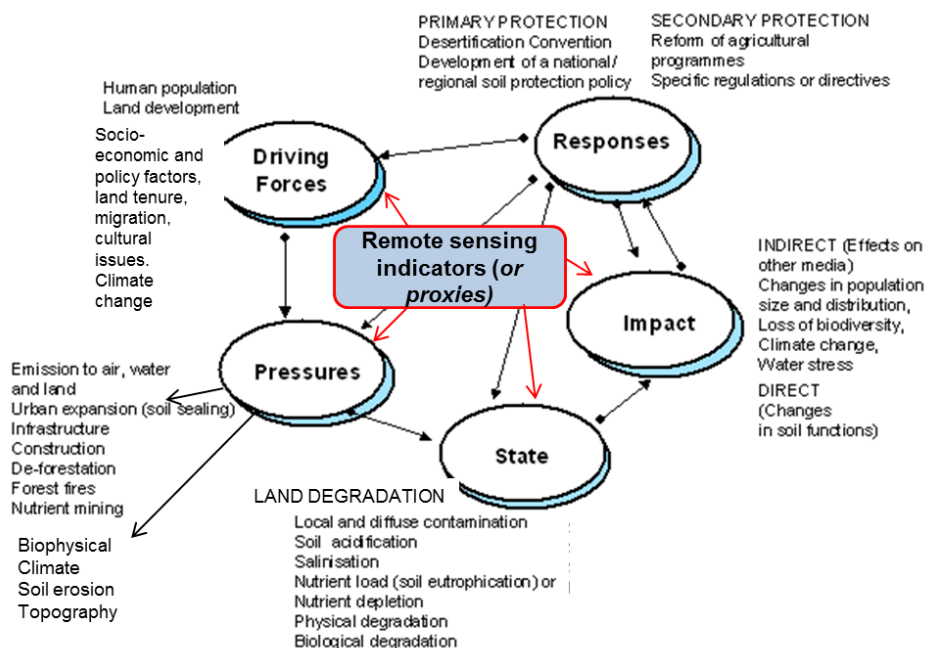 PRIMARY PROTECTION
Desertification Convention
Development of a national/
regional soil protection policy
SECONDARY PROTECTION
Reform of agricultural
programmes
Specific regulations or directives
Human population
Land development
Socio-
economic and
policy factors,
land tenure,
migration,
cultural
issues.
Climate
change
Driving
Forces
Responses
Remote sensing
indicators (or
proxies)
INDIRECT (Effects on
other media)
Changes in population
size and distribution,
Loss of biodiversity,
Climate change,
Water stress
DIRECT
(Changes
in soil functions)
Impact
Pressures
Emission to air, water
and land
Urban expansion (soil sealing)
Infrastructure
Construction
De-forestation
Forest fires
Nutrient mining
Biophysical
Climate
Soil erosion
Topography
State
LAND DEGRADATION
Local and diffuse contamination
Soil acidification
Salinisation
Nutrient load (soil eutrophication) or
Nutrient depletion
Physical degradation
Biological degradation